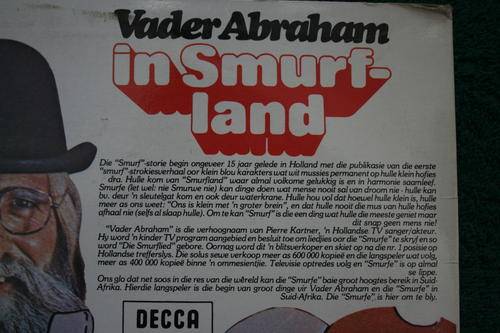 Vader Abraham
in Smurf-
land
Die "Smurf"-storie begin ongeveer 15 jaar gelede in Holland met die publikasie van die eerste
"smurf"-strokiesverhaal oor klein blou karakters wat wit mussies permanent op hulle klein hofies
dra. Hulle kom van "Smurfland" waar almal volkome gelukkig is en in harmonie saamleef.
Smurfe (let wel: nie Smurwe nie) kan dinge doen wat mense nooit sal van droom nie - hulle kan
bv. deur 'n sleutelgat kom en ook deur waterkrane. Hulle hou vol dat hoewel hulle klein is, hulle
meer as ons weet: "Ons is klein met 'n groter brein", en dat hulle nooit die mus van hulle hofies
afhaal nie (selfs al slaap hulle). Om te kan "Smurf" is die een ding wat hulle die meeste geniet maar
dit snap geen mens nie!
"Vader Abraham" is die verhoognaam van Pierre Kartner, 'n Hollandse TV sanger/akteur.
Hy word 'n kinder TV program aangebied en besluit toe om liedjies oor die "Smurfe" te skryf en so
word "Die Smurflied" gebore. Oornag word dit 'n blitsverkoper en skiet op na die nr. 1 posisie op
Hollandse trefferslys. Die solus seuve verkoop meer as 600 000 kopieë en die langspeler wat volg,
meer as 400 000 kopieë binne 'n ommesientjie. Televisie optredes volg en "Smurfe" is op almal
se lippe.
Ons glo dat net soos in die res van die wêreld kan die "Smurfe" baie groot hoogtes bereik in Suid-
Afrika. Hierdie langspeler is die begin van groot dinge vir Vader Abraham en die "Smurfe" in
Suid-Afrika. Die "Smurfe" is hier om te bly.
DECCA